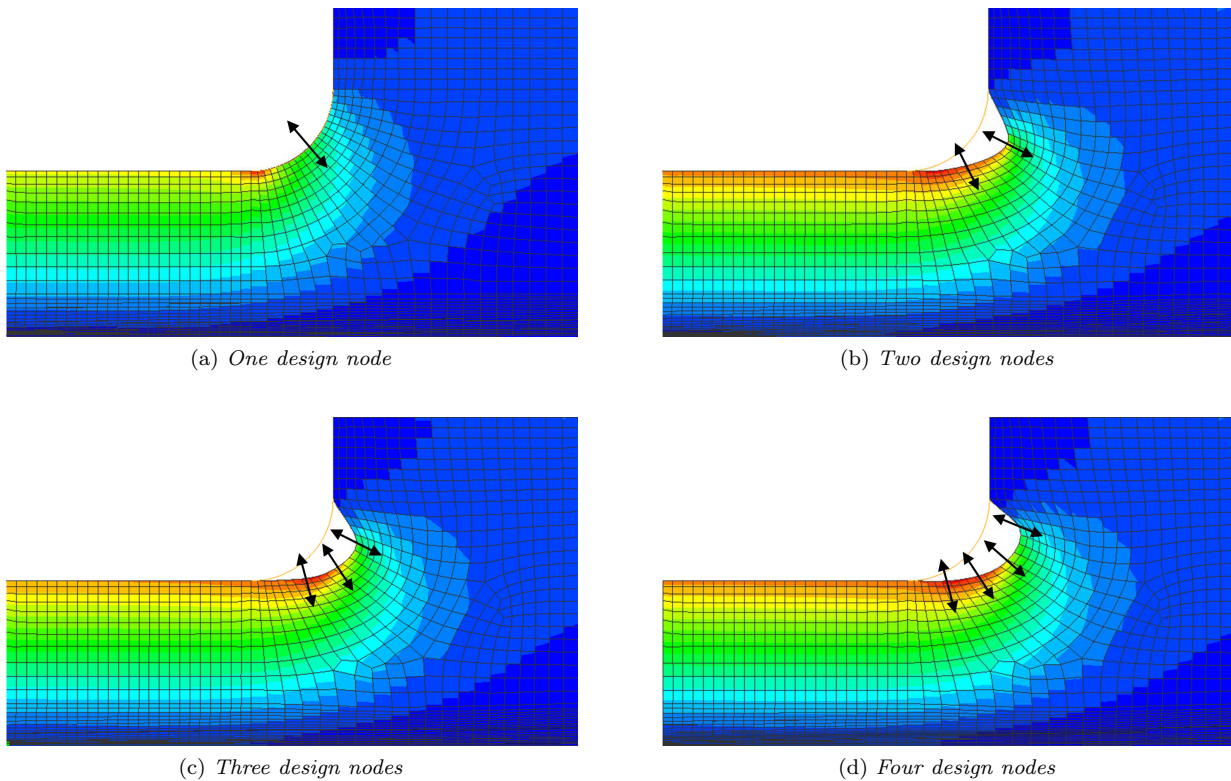 (a) One design node
(b) Two design nodes
(c) Three design nodes
(d) Four design nodes